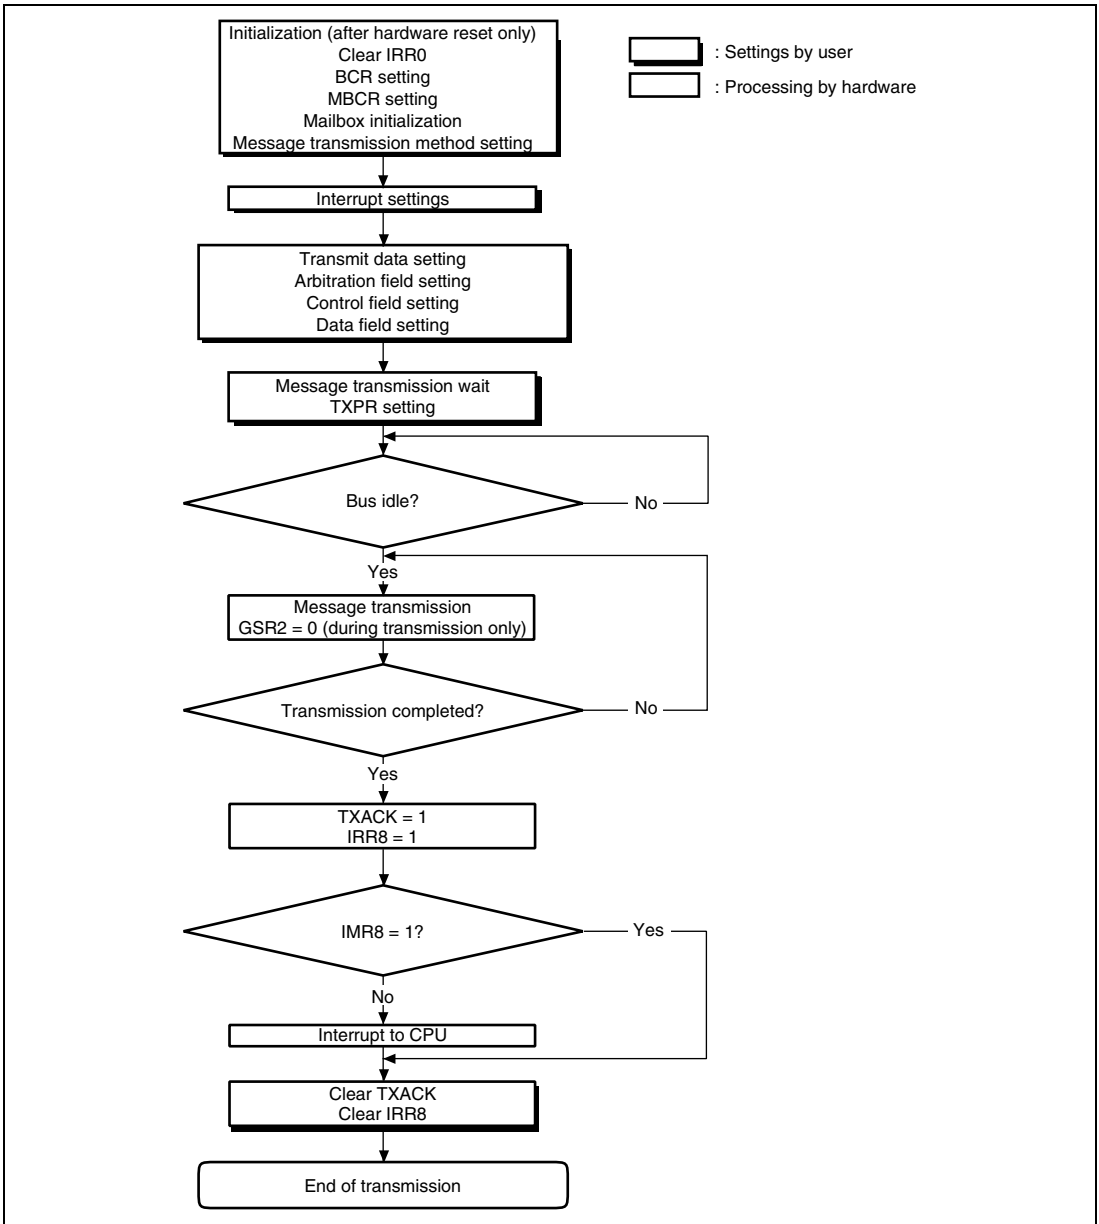 Initialization (after hardware reset only)
Clear IRR0
BCR setting
MBCR setting
Mailbox initialization
Message transmission method setting
: Settings by user
: Processing by hardware
Interrupt settings
Transmit data setting
Arbitration field setting
Control field setting
Data field setting
Message transmission wait
TXPR setting
Bus idle?
No
Yes
Message transmission
GSR2 = 0 (during transmission only)
Transmission completed?
No
Yes
TXACK = 1
IRR8 = 1
IMR8 = 1?
Yes
No
Interrupt to CPU
Clear TXACK
Clear IRR8
End of transmission